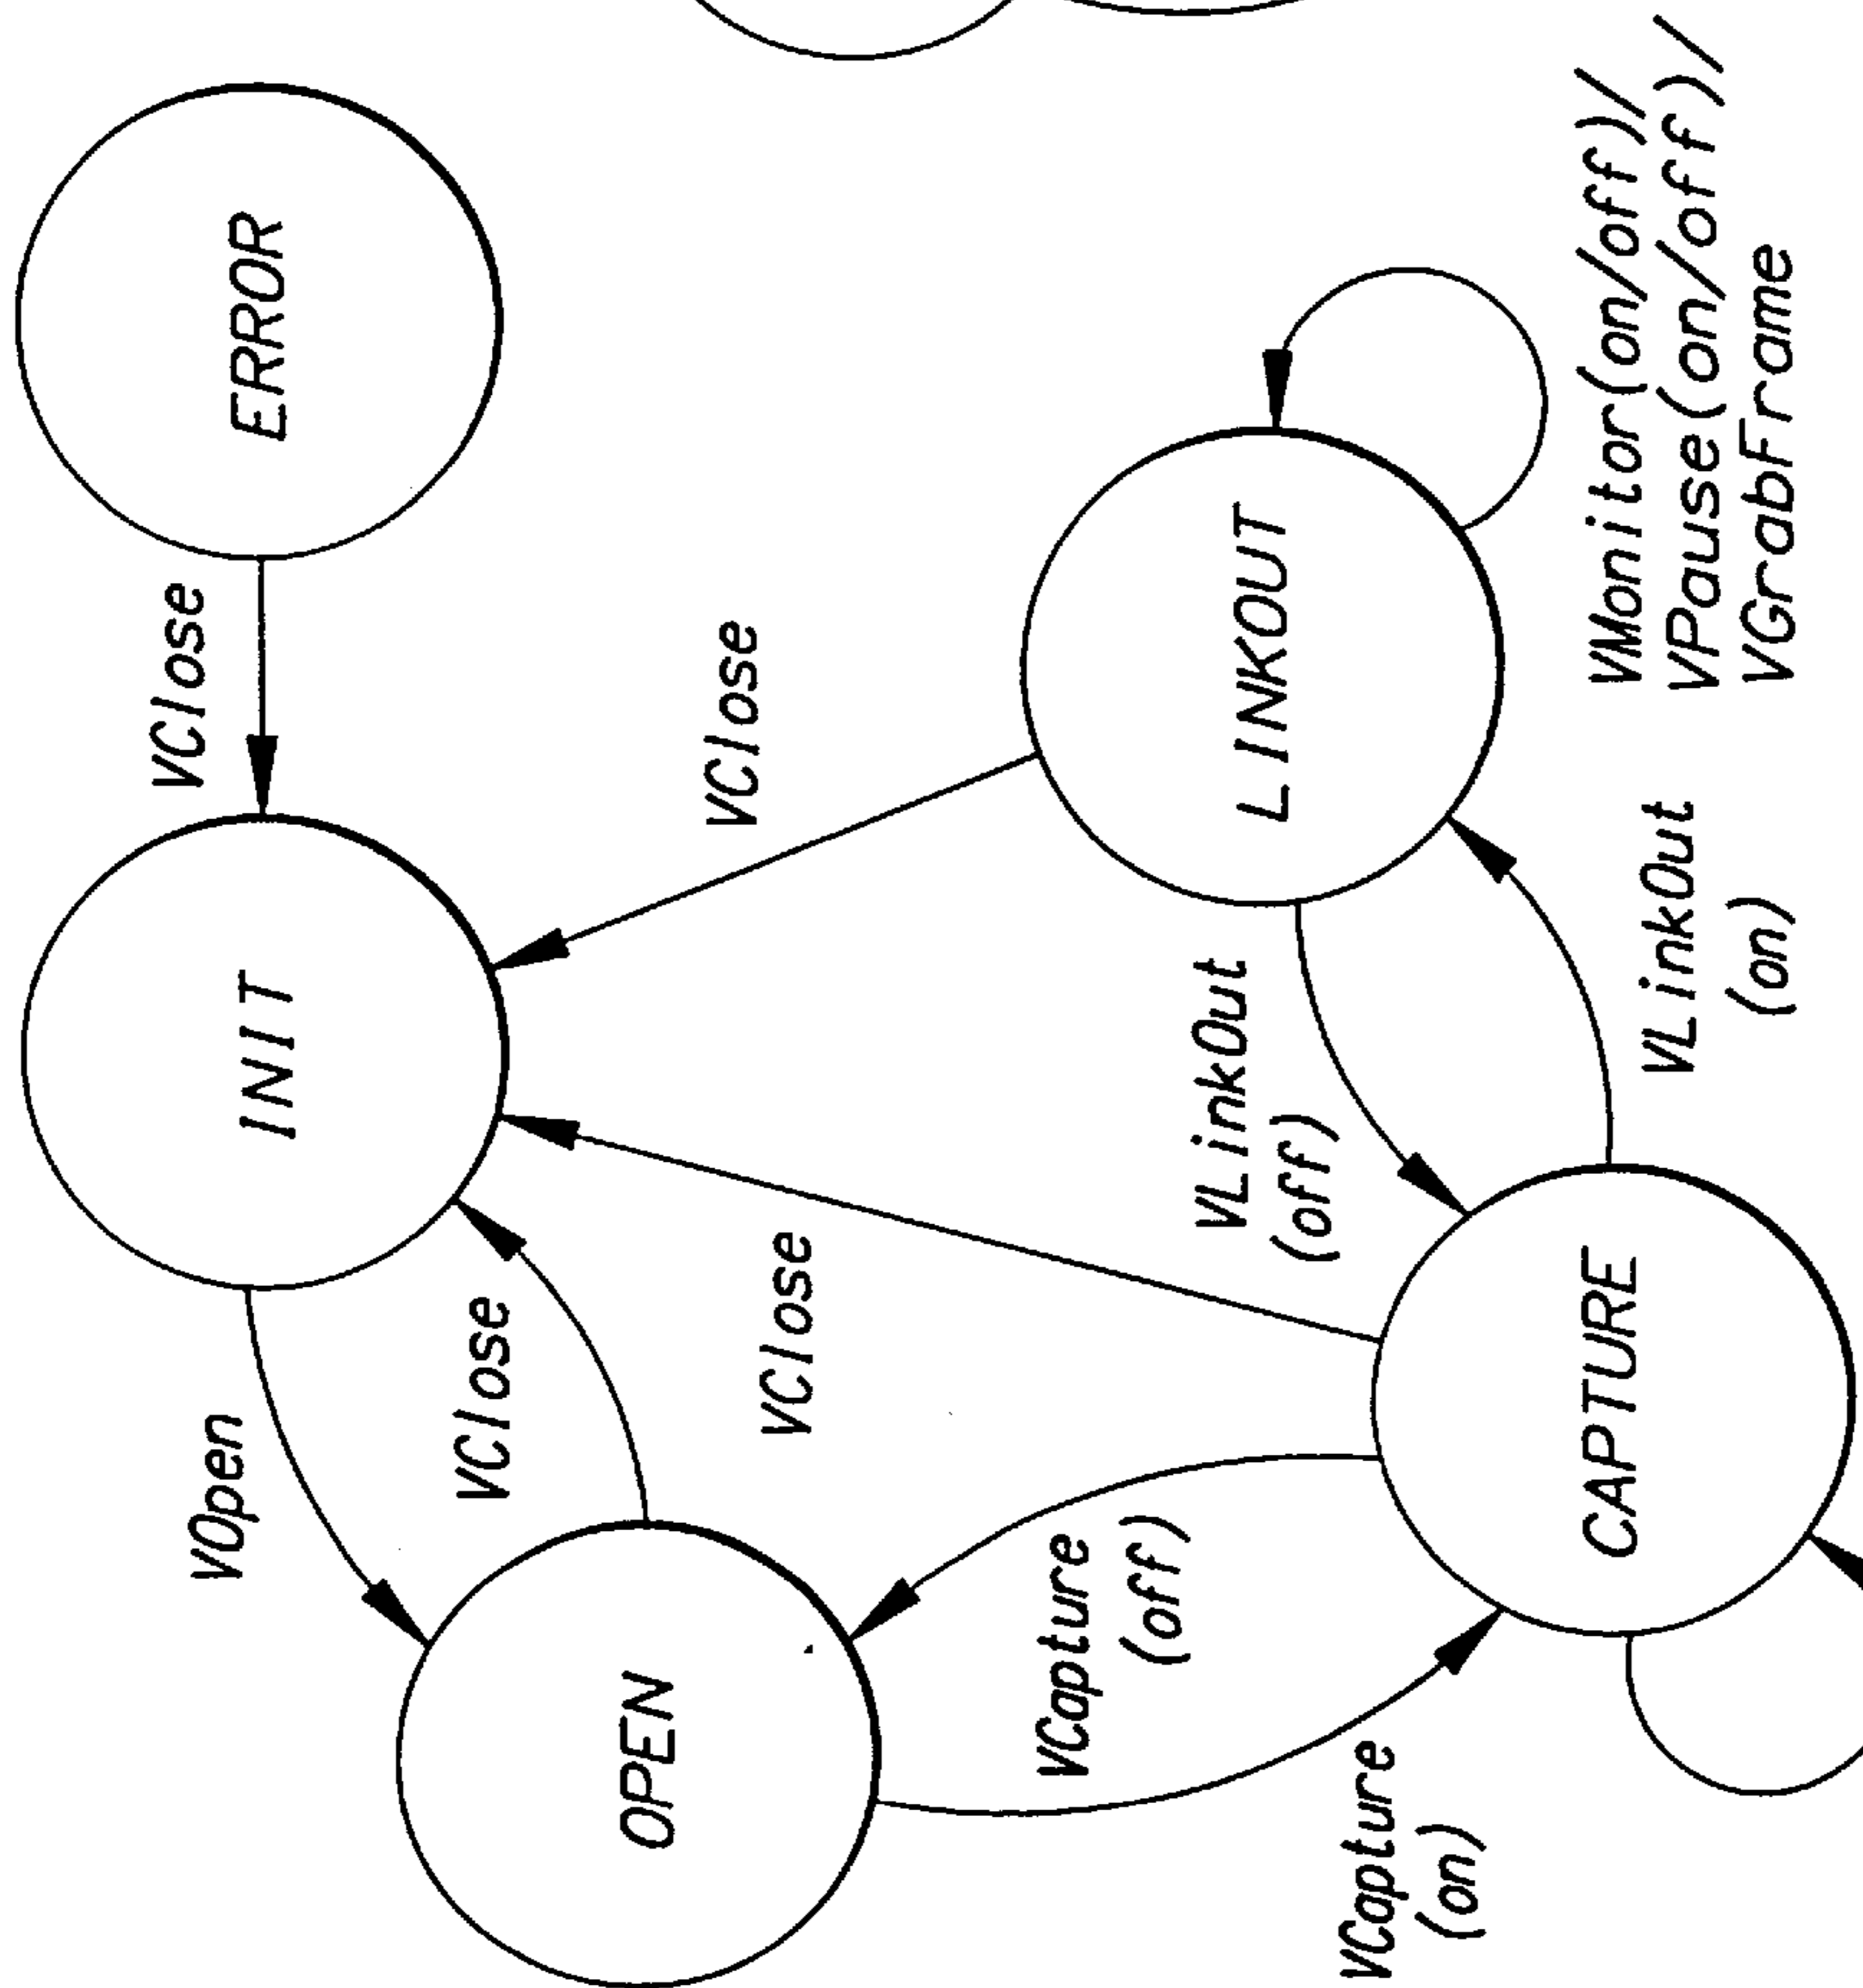 VOpen
VClose
INIT
ERROR
VClose
OPEN
VClose
VClose
VCapture
(off)
VLinkOut
(off)
LINKOUT
VCapture
(on)
CAPTURE
VLinkOut
(on)
VMonitor(on/off)/
VPause(on/off)/
VGrabFrame